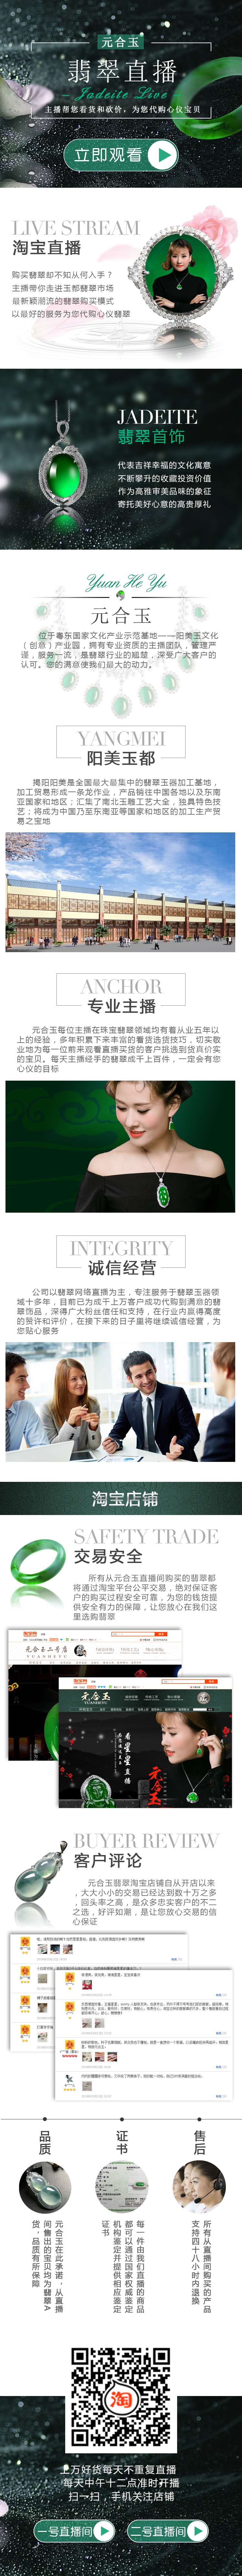 元合玉
翡翠直播
Jadeite Live
主播帮您看货和砍价,为您代购心仪宝贝
立即观看
LIVE STREAM
淘宝直播
购买翡翠却不知从何入手?
主播带你走进玉都翡翠市场
最新颖潮流的翡翠购买模式
以最好的服务为您代购心仪翡翠
JADEITE
翡翠首饰
代表吉祥幸福的文化寓意
不断攀升的收藏投资价值
作为高雅审美品味的象征
寄托美好心意的高贵厚礼
Yuan He Yu
元合玉
位于粤东国家文化产业示范基地——阳美玉文化
(创意)产业园,拥有专业资质的主播团队,管理严
谨,服务一流,是翡翠行业的翘楚,深受广大客户的
认可。您的满意使我们最大的动力。
YANGMEI
阳美玉都
揭阳阳美是全国最大最集中的翡翠玉器加工基地,
加工贸易形成一条龙作业,产品销往中国各地以及东南
亚国家和地区;汇集了南北玉雕工艺大全,独具特色技
艺;将成为中国乃至东南亚等国家和地区的加工生产贸
易之宝地
ANCHOR
专业主播
元合玉每位主播在珠宝翡翠领域均有着从业五年以
上的经验,多年积累下来丰富的看货选货技巧,切实敬
业地为每一位前来观看直播买货的客户挑选到货真价实
的宝贝。每天主播经手的翡翠成千上百件,一定会有您
心仪的目标
INTEGRITY
诚信经营
公司以翡翠网络直播为主,专注服务于翡翠玉器领
域十多年,目前已为成千上万客户成功代购到满意的翡
翠饰品,深得广大粉丝信任和支持,在行业内赢得高度
的赞许和评价,在接下来的日子里将继续诚信经营,为
您贴心服务
淘宝店铺
SAFETY TRADE
交易安全
所有从元合玉直播间购买的翡翠都
将通过淘宝平台公平交易,绝对保证客
户的购买过程安全可靠,为您的钱货提
供安全有力的保障,让您放心在我们这
里选购翡翠
元合玉二号店
YUANHEYU
元合玉
YUANHEYU
看星星直播
元合玉
BUYER REVIEW
客户评论
元合玉翡翠淘宝店铺自从开店以来
,大大小小的交易已经达到数十万之多
,回头率之高,是众多忠实客户的不二
之选,好评如潮,是让您放心交易的信
心保证
品质
元合玉在此承诺,从直播
间售出的宝贝均为翡翠A
货,品质有所保障
证书
每一件由我们直播的商品
都可以通过国家权威鉴定
机构鉴定并提供相应鉴定
证书
售后
所有从直播间购买的产品
支持四十八小时内退换
淘
上万好货每天不重复直播
每天中午十二点准时开播
扫一扫,手机关注店铺
一号直播间
二号直播间